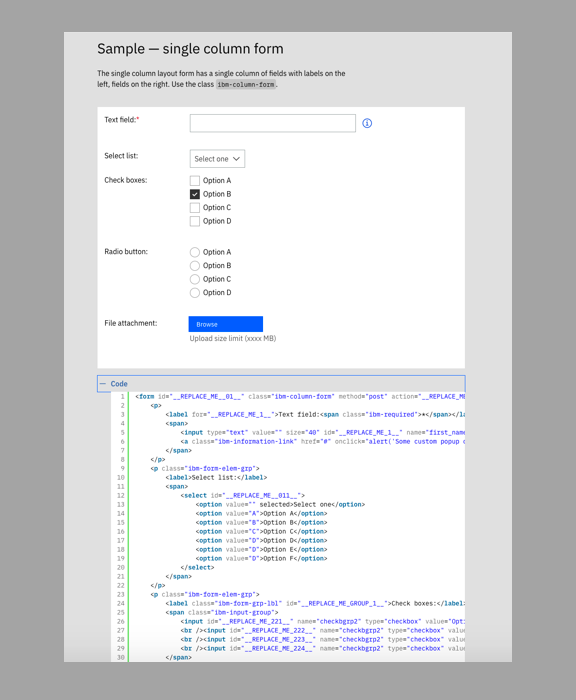 Sample — single column form
The single column layout form has a single column of fields with labels on the
left, fields on the right. Use the class ibm-column-form.
Text field:*
Select list:
Select one
Check boxes:
Option A
Option B
Option C
Option D
Radio button:
Option A
Option B
Option C
Option D
File attachment:
Browse
Upload size limit (xxxx MB)
— Code
1 <form id="__REPLACE_ME__01__" class="ibm-column-form" method="post" action="__REPLACE_ME
2 <p>
3 <label for="__REPLACE_ME_1__">Text field:<span class="ibm-required">*</span></la
4 <span>
5 <input type="text" value="" size="40" id="__REPLACE_ME_1__" name="first_name
6 <a class="ibm-information-link" href="#" onclick="alert('Some custom popup o
7 </span>
8 </p>
9 <p class="ibm-form-elem-grp">
10 <label>Select list:</label>
11 <span>
12 <select id="__REPLACE_ME__011__">
13 <option value="" selected>Select one</option>
14 <option value="A">Option A</option>
15 <option value="B">Option B</option>
16 <option value="C">Option C</option>
17 <option value="D">Option D</option>
18 <option value="D">Option E</option>
19 <option value="D">Option F</option>
20 </select>
21 </span>
22 </p>
23 <p class="ibm-form-elem-grp">
24 <label class="ibm-form-grp-lbl" id="__REPLACE_ME_GROUP_1__">Check boxes:</label>
25 <span class="ibm-input-group">
26 <input id="__REPLACE_ME_221__" name="checkbgrp2" type="checkbox" value="Opti
27 <br /><input id="__REPLACE_ME_222__" name="checkbgrp2" type="checkbox" value
28 <br /><input id="__REPLACE_ME_223__" name="checkbgrp2" type="checkbox" value
29 <br /><input id="__REPLACE_ME_224__" name="checkbgrp2" type="checkbox" value
30 </span>